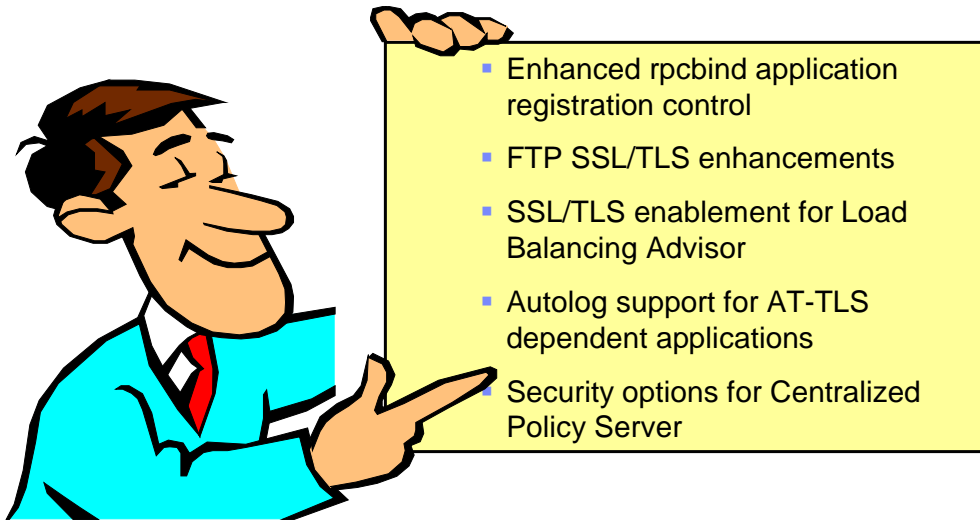 Enhanced rpcbind application
registration control
FTP SSL/TLS enhancements
SSL/TLS enablement for Load
Balancing Advisor
Autolog support for AT-TLS
dependent applications
Security options for Centralized
Policy Server